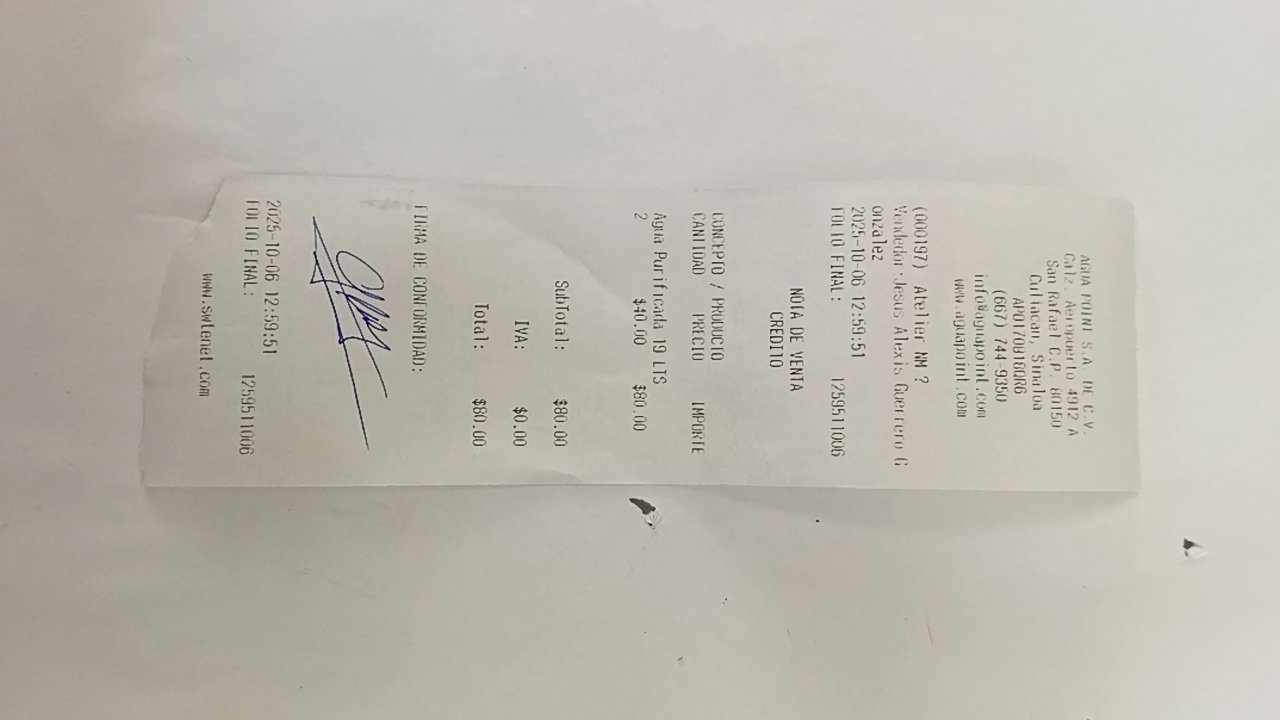 AGUA POINT S.A. DE C.V.
Calz. Aeropuerto 4912 A
San Rafael C.P. 80150
Culiacan, Sinaloa
APO170818QR6
(667) 744-9350
info@aguapoint.com
www.aguapoint.com
(000197) Atelier NM ?
Vendedor:Jesus Alexis Guerrero G
onzalez
2025-10-06 12:59:51
FOLIO FINAL: 1259511006
NOTA DE VENTA
CREDITO
CONCEPTO / PRODUCTO
CANTIDAD PRECIO IMPORTE
Agua Purificada 19 LTS
2 $40.00 $80.00
SubTotal: $80.00
IVA: $0.00
Total: $80.00
FIRMA DE CONFORMIDAD:
2025-10-06 12:59:51
FOLIO FINAL: 1259511006
www.swtenet.com